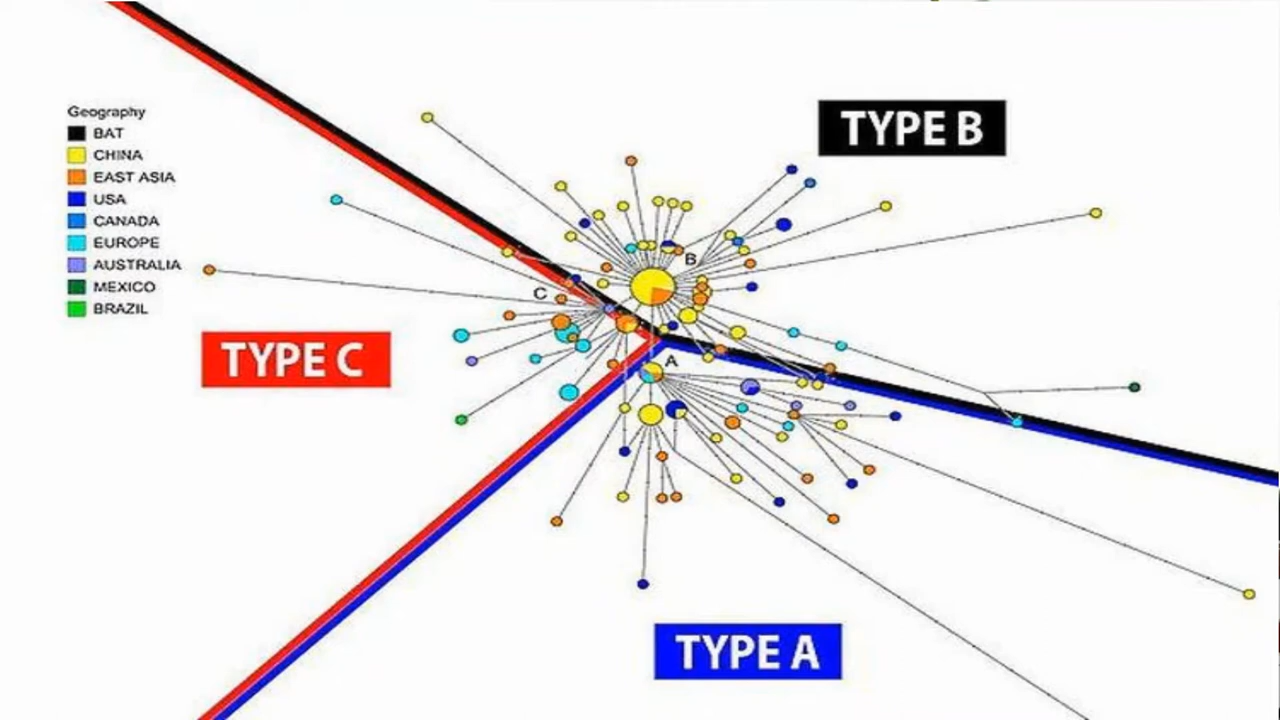 Geography
BAT
CHINA
EAST ASIA
USA
CANADA
EUROPE
AUSTRALIA
MEXICO
BRAZIL
TYPE B
B
C
TYPE C
A
TYPE A